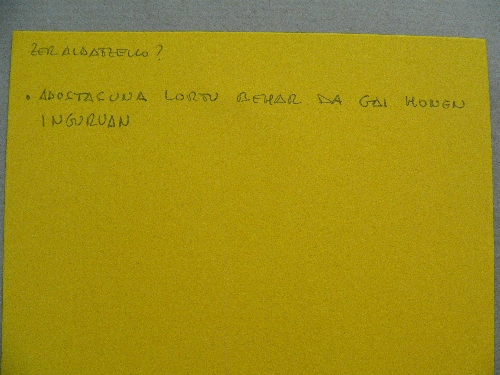 ZER ALDATZEKO?
• ADOSTASUNA LORTU BEHAR DA GAI HONEN
INGURUAN